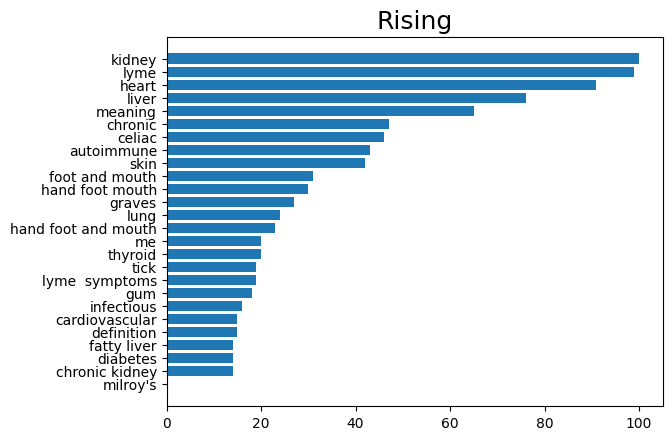 Rising
kidney
lyme
heart
liver
meaning
chronic
celiac
autoimmune
skin
foot and mouth
hand foot mouth
graves
lung
hand foot and mouth
me
thyroid
tick
lyme  symptoms
gum
infectious
cardiovascular
definition
fatty liver
diabetes
chronic kidney
milroy's
0 20 40 60 80 100